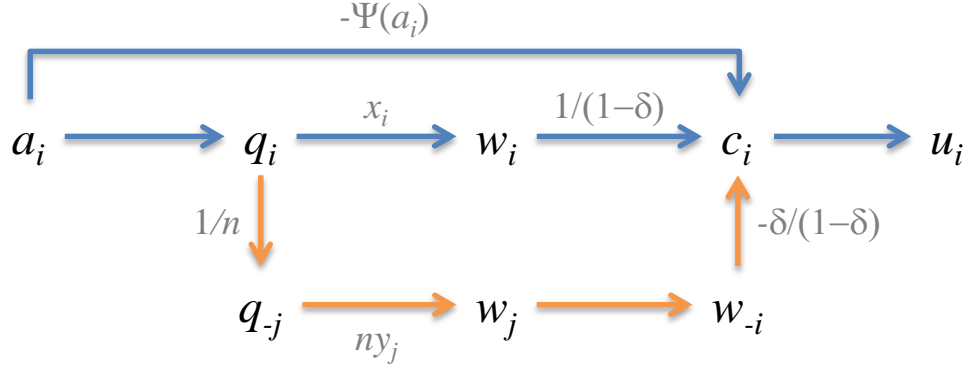 -Ψ(a_i)
x_i 1/(1−δ)
a_i q_i w_i c_i u_i
1/n -δ/(1−δ)
q_-j w_j w_-i
ny_j